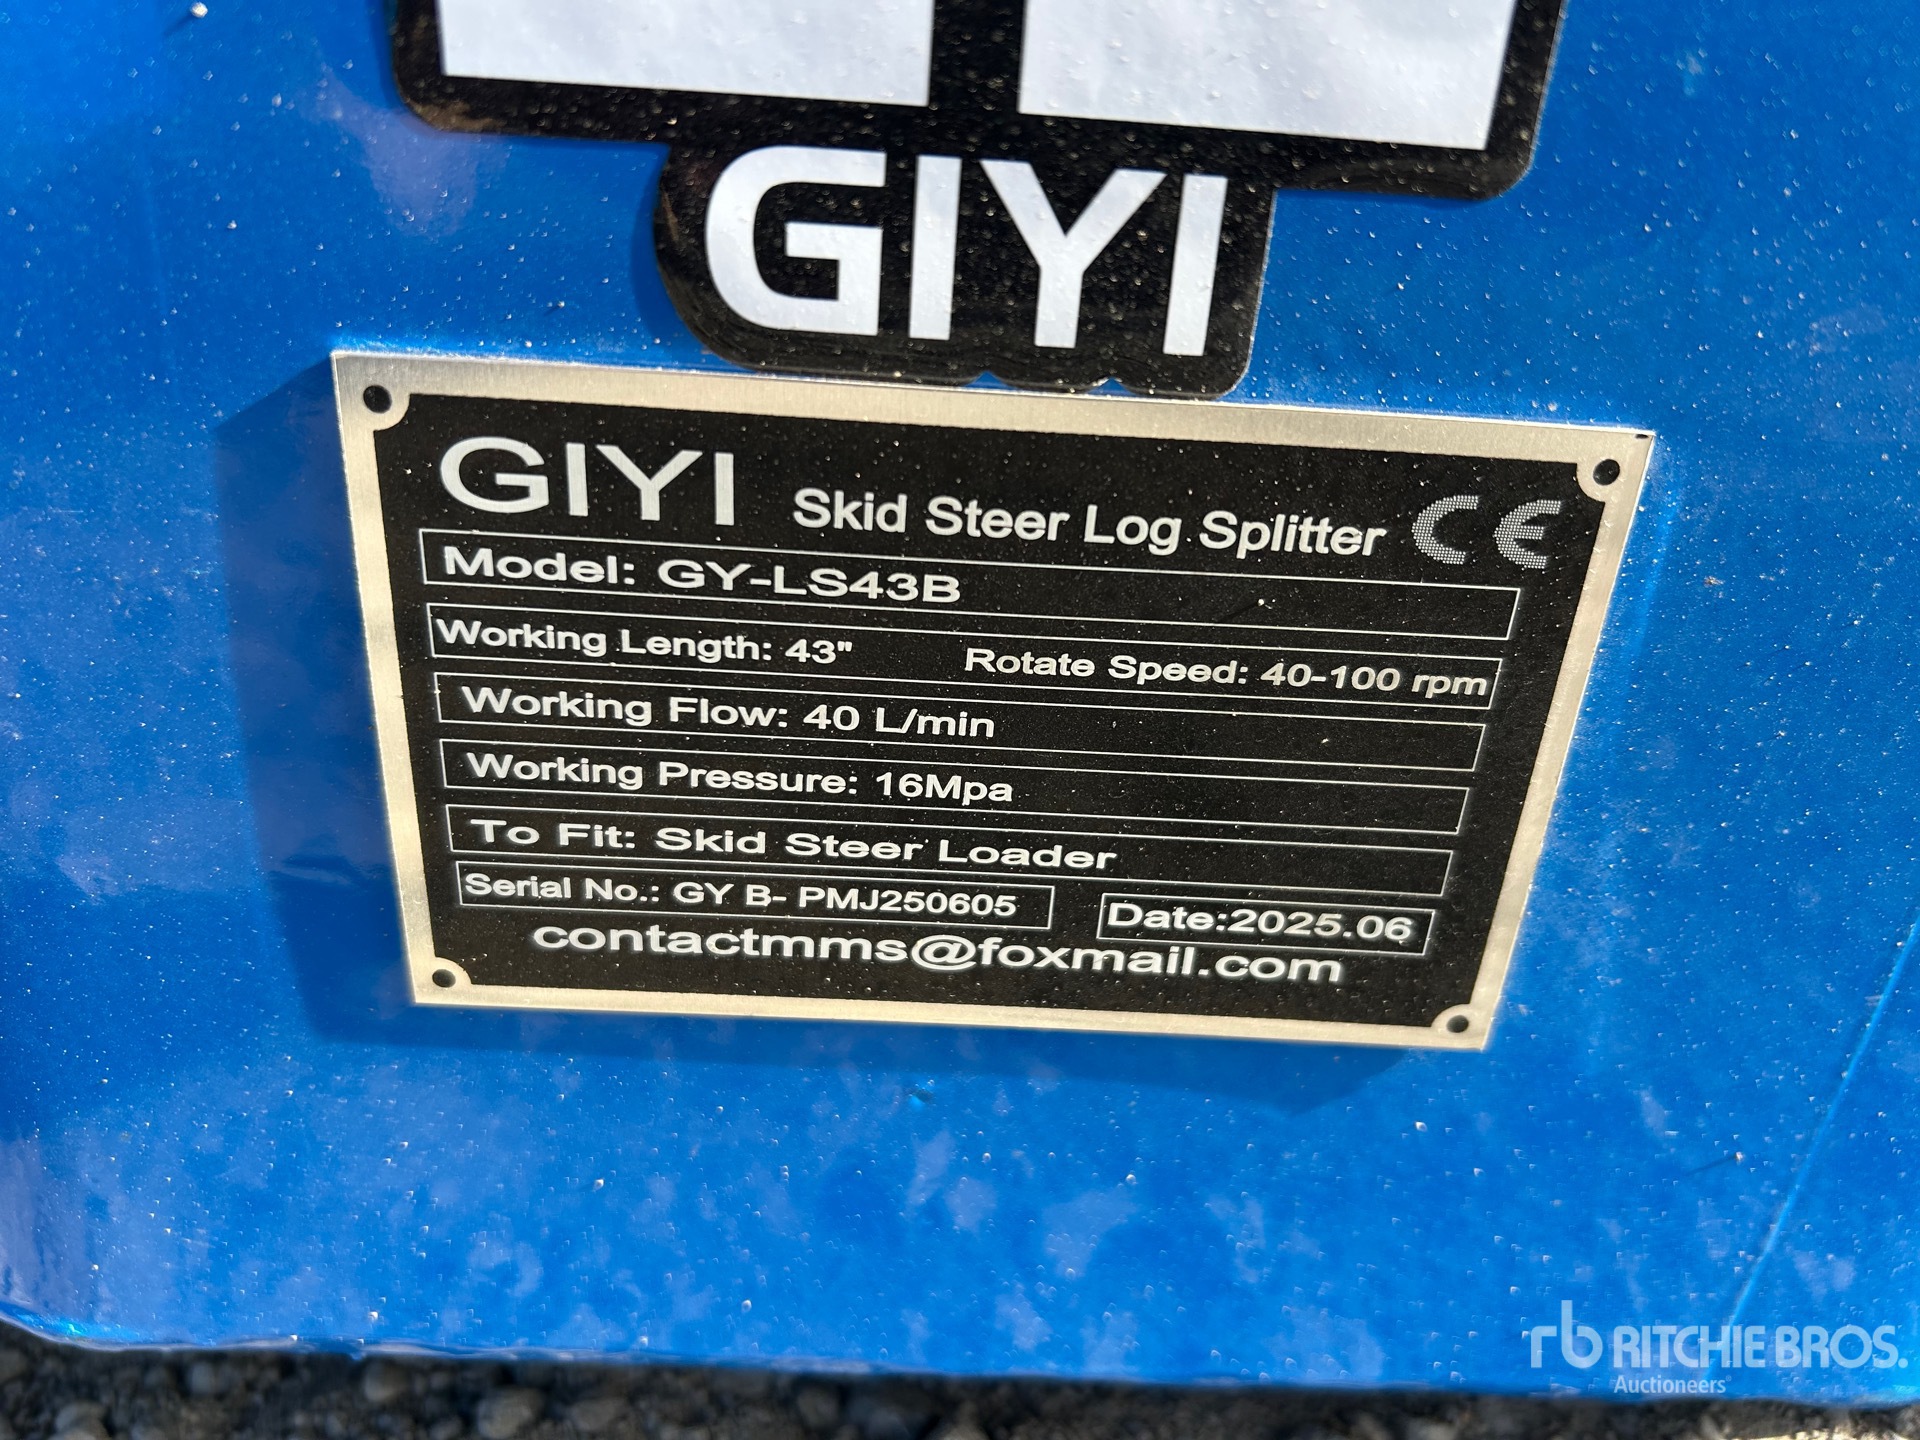 GIYI
GIYI Skid Steer Log Splitter CE
Model: GY-LS43B
Working Length: 43" Rotate Speed: 40-100 rpm
Working Flow: 40 L/min
Working Pressure: 16Mpa
To Fit: Skid Steer Loader
Serial No.: GY B- PMJ250605 Date:2025.06
contactmms@foxmail.com
rb RITCHIE BROS.
Auctioneers